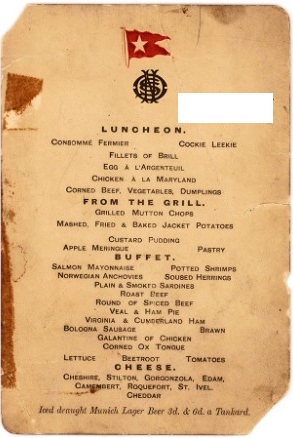 LUNCHEON.
CONSOMMÉ FERMIER COCKIE LEEKIE
FILLETS OF BRILL
EGG À L'ARGENTEUIL
CHICKEN À LA MARYLAND
CORNED BEEF, VEGETABLES, DUMPLINGS
FROM THE GRILL.
GRILLED MUTTON CHOPS
MASHED, FRIED & BAKED JACKET POTATOES
CUSTARD PUDDING
APPLE MERINGUE PASTRY
BUFFET.
SALMON MAYONNAISE POTTED SHRIMPS
NORWEGIAN ANCHOVIES SOUSED HERRINGS
PLAIN & SMOKED SARDINES
ROAST BEEF
ROUND OF SPICED BEEF
VEAL & HAM PIE
VIRGINIA & CUMBERLAND HAM
BOLOGNA SAUSAGE BRAWN
GALANTINE OF CHICKEN
CORNED OX TONGUE
LETTUCE BEETROOT TOMATOES
CHEESE.
CHESHIRE, STILTON, GORGONZOLA, EDAM,
CAMEMBERT, ROQUEFORT, ST. IVEL.
CHEDDAR
Iced draught Munich Lager Beer 3d. & 6d. a Tankard.